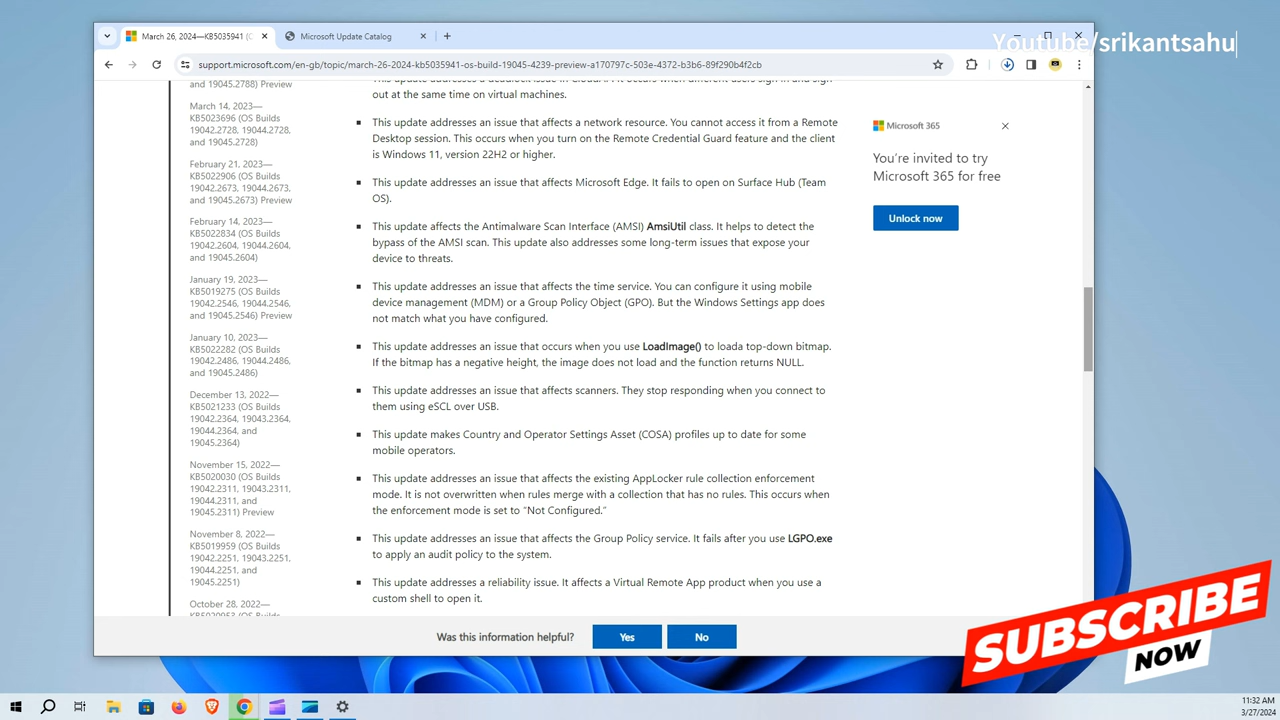 March 26, 2024—KB5035941 (
Microsoft Update Catalog
Youtube/srikantsahu
support.microsoft.com/en-gb/topic/march-26-2024-kb5035941-os-build-19045-4239-preview-a170797c-503e-4372-b3b6-89f290b4f2cb
and 19045.2788) Preview
March 14, 2023—
KB5023696 (OS Builds
19042.2728, 19044.2728,
and 19045.2728)
February 21, 2023—
KB5022906 (OS Builds
19042.2673, 19044.2673,
and 19045.2673) Preview
February 14, 2023—
KB5022834 (OS Builds
19042.2604, 19044.2604,
and 19045.2604)
January 19, 2023—
KB5019275 (OS Builds
19042.2546, 19044.2546,
and 19045.2546) Preview
January 10, 2023—
KB5022282 (OS Builds
19042.2486, 19044.2486,
and 19045.2486)
December 13, 2022—
KB5021233 (OS Builds
19042.2364, 19043.2364,
19044.2364, and
19045.2364)
November 15, 2022—
KB5020030 (OS Builds
19042.2311, 19043.2311,
19044.2311, and
19045.2311) Preview
November 8, 2022—
KB5019959 (OS Builds
19042.2251, 19043.2251,
19044.2251, and
19045.2251)
October 28, 2022—
out at the same time on virtual machines.
This update addresses an issue that affects a network resource. You cannot access it from a Remote
Desktop session. This occurs when you turn on the Remote Credential Guard feature and the client
is Windows 11, version 22H2 or higher.
This update addresses an issue that affects Microsoft Edge. It fails to open on Surface Hub (Team
OS).
This update affects the Antimalware Scan Interface (AMSI) AmsiUtil class. It helps to detect the
bypass of the AMSI scan. This update also addresses some long-term issues that expose your
device to threats.
This update addresses an issue that affects the time service. You can configure it using mobile
device management (MDM) or a Group Policy Object (GPO). But the Windows Settings app does
not match what you have configured.
This update addresses an issue that occurs when you use LoadImage() to loada top-down bitmap.
If the bitmap has a negative height, the image does not load and the function returns NULL.
This update addresses an issue that affects scanners. They stop responding when you connect to
them using eSCL over USB.
This update makes Country and Operator Settings Asset (COSA) profiles up to date for some
mobile operators.
This update addresses an issue that affects the existing AppLocker rule collection enforcement
mode. It is not overwritten when rules merge with a collection that has no rules. This occurs when
the enforcement mode is set to “Not Configured.”
This update addresses an issue that affects the Group Policy service. It fails after you use LGPO.exe
to apply an audit policy to the system.
This update addresses a reliability issue. It affects a Virtual Remote App product when you use a
custom shell to open it.
Microsoft 365
You're invited to try
Microsoft 365 for free
Unlock now
Was this information helpful?
Yes
No
SUBSCRIBE
NOW
11:32 AM
3/27/2024